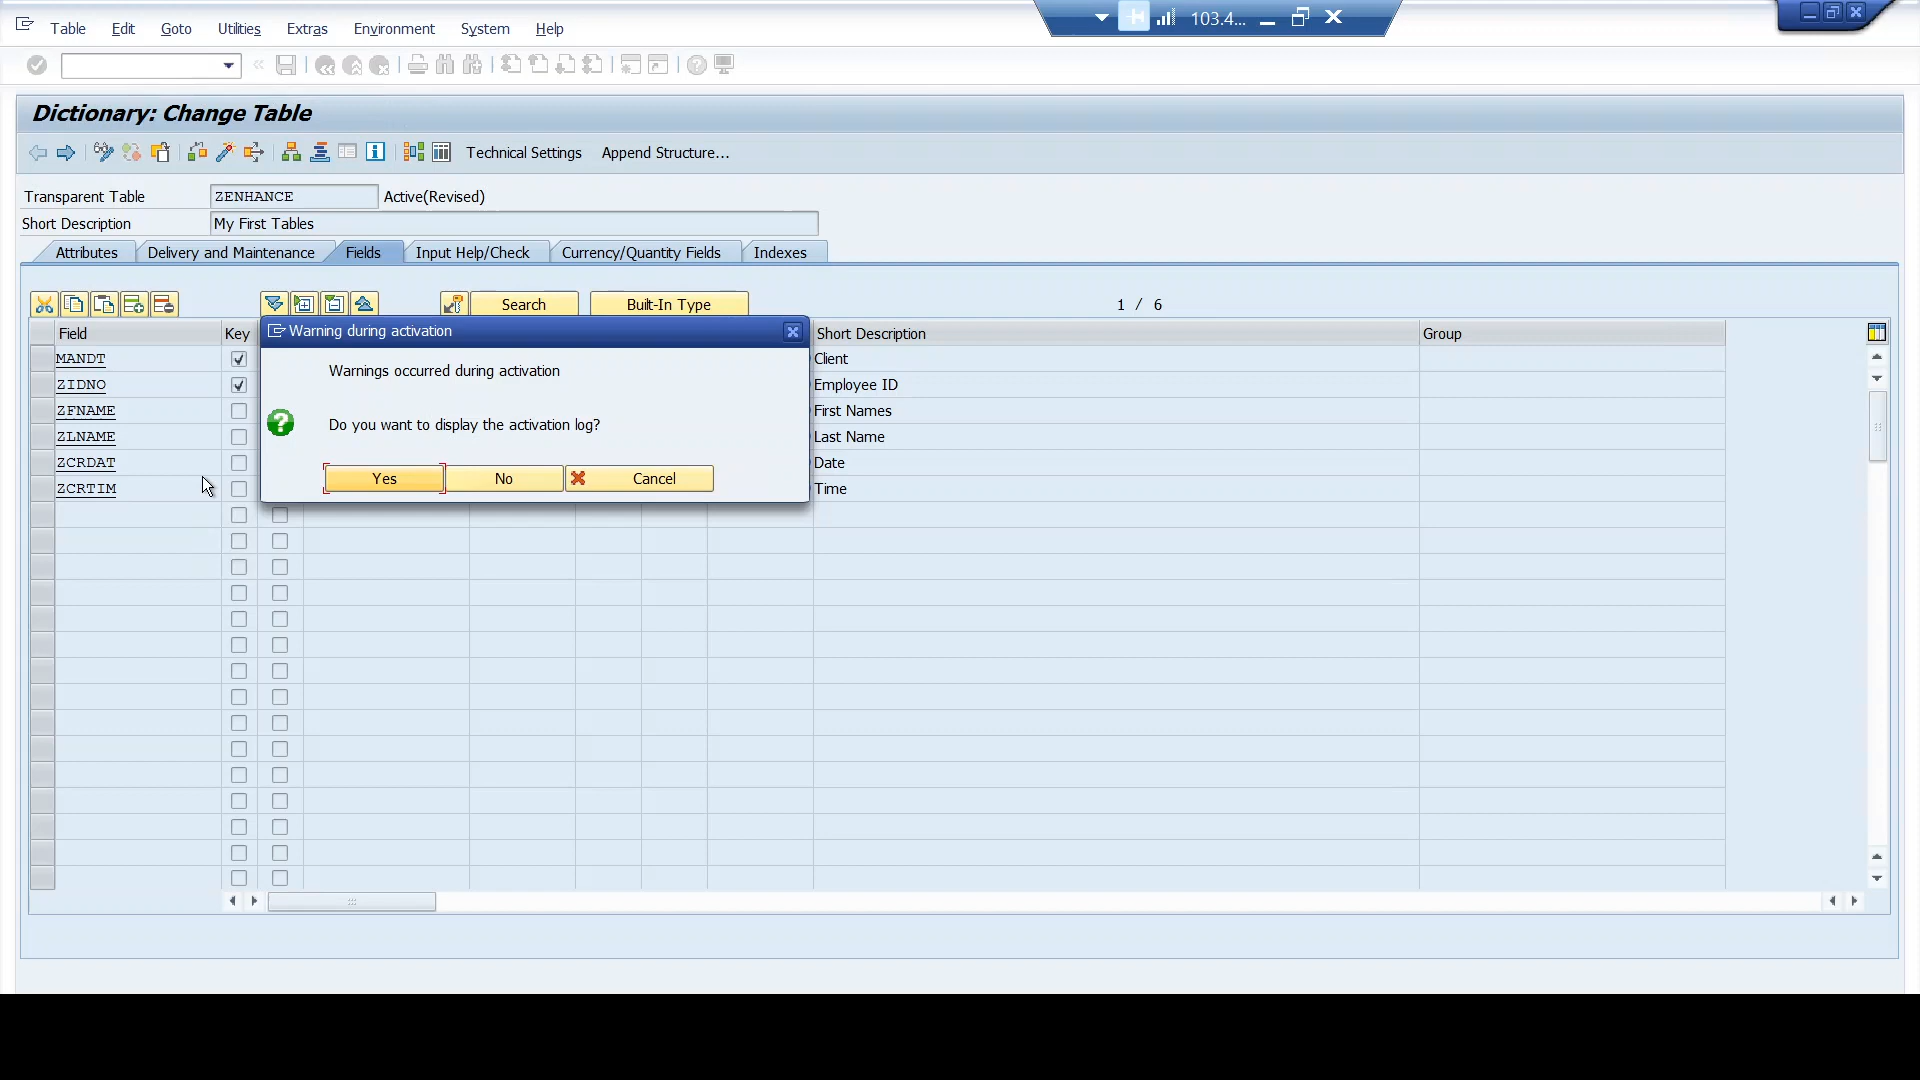 Table Edit Goto Utilities Extras Environment System Help
103.4...
Dictionary: Change Table
Technical Settings Append Structure...
Transparent Table ZENHANCE Active(Revised)
Short Description My First Tables
Attributes Delivery and Maintenance Fields Input Help/Check Currency/Quantity Fields Indexes
Search Built-In Type 1 / 6
Field Key Short Description Group
Warning during activation
Warnings occurred during activation
Do you want to display the activation log?
Yes No Cancel
MANDT Client
ZIDNO Employee ID
ZFNAME First Names
ZLNAME Last Name
ZCRDAT Date
ZCRTIM Time